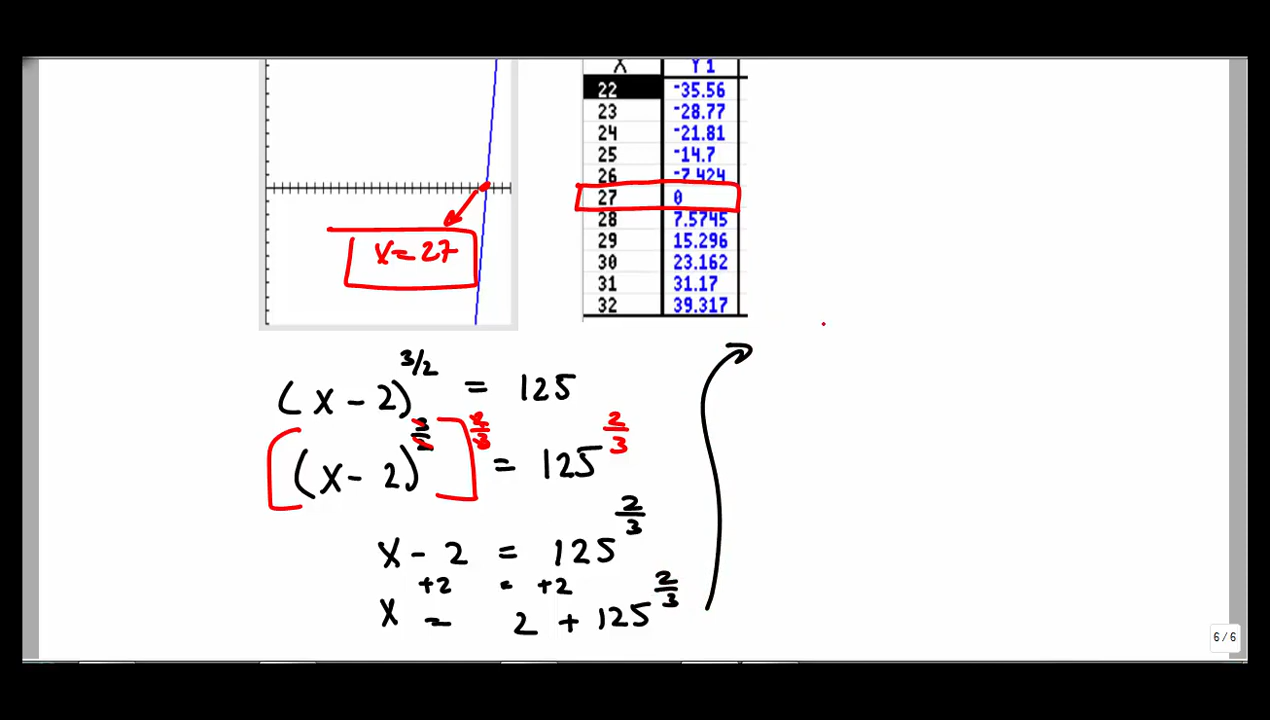 X Y1
22 -35.56
23 -28.77
24 -21.81
25 -14.7
26 -7.424
27 0
28 7.5745
29 15.296
30 23.162
31 31.17
32 39.317
x = 27
(x - 2)^3/2 = 125
[(x - 2)^3/2]^2/3 = 125^2/3
x - 2 = 125^2/3
+2 = +2
x = 2 + 125^2/3
6 / 6